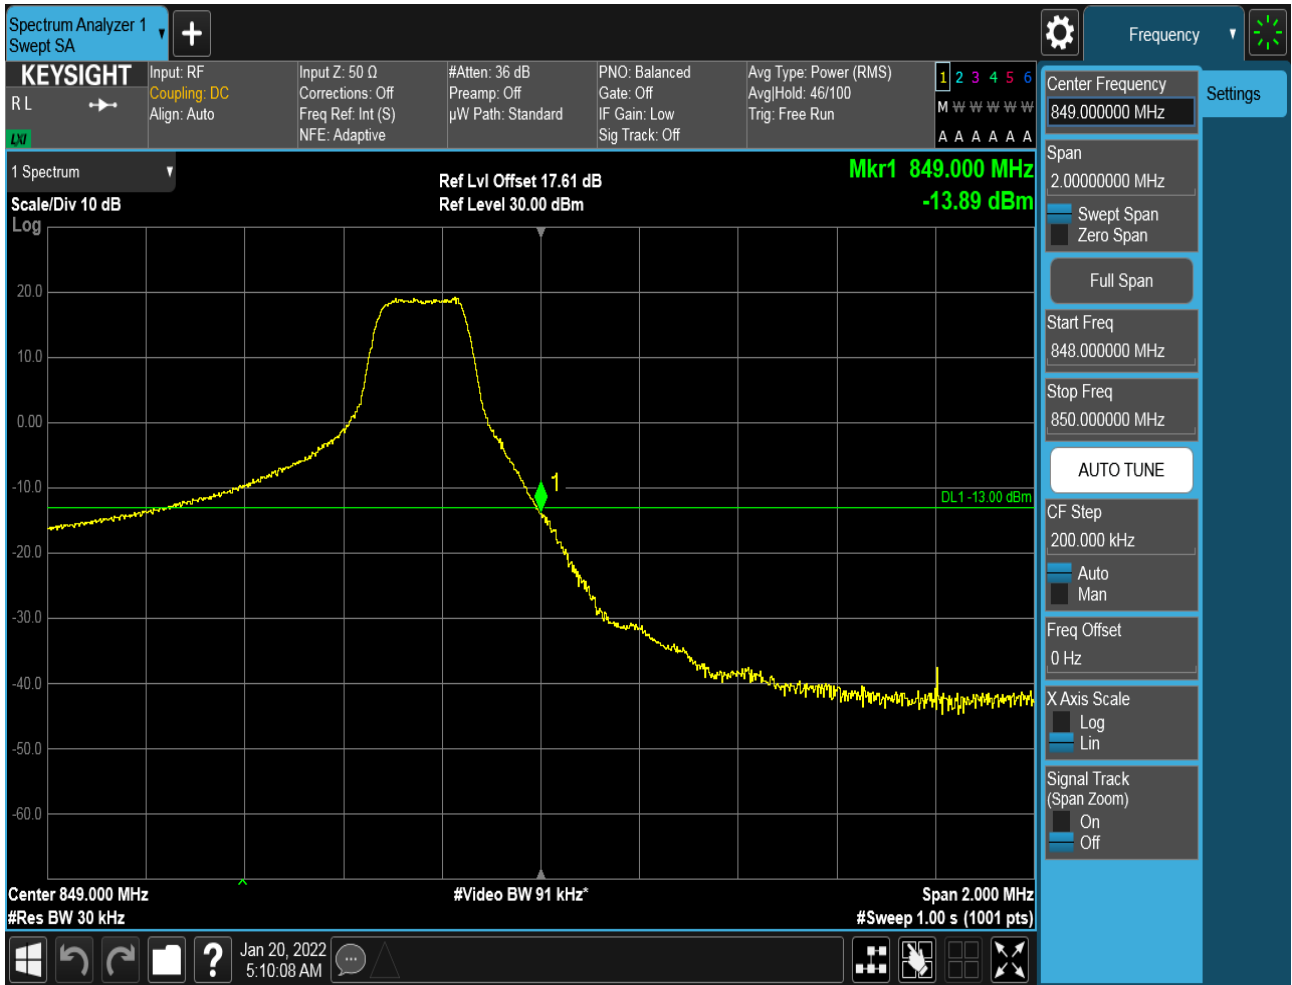 Spectrum Analyzer 1
Swept SA
Frequency
KEYSIGHT
R L
LXI
Input: RF
Coupling: DC
Align: Auto
Input Z: 50 Ω
Corrections: Off
Freq Ref: Int (S)
NFE: Adaptive
#Atten: 36 dB
Preamp: Off
µW Path: Standard
PNO: Balanced
Gate: Off
IF Gain: Low
Sig Track: Off
Avg Type: Power (RMS)
Avg|Hold: 46/100
Trig: Free Run
1 2 3 4 5 6
M W W W W W
A A A A A A
1 Spectrum
Scale/Div 10 dB
Log
Ref Lvl Offset 17.61 dB
Ref Level 30.00 dBm
Mkr1 849.000 MHz
-13.89 dBm
20.0
10.0
0.00
-10.0
-20.0
-30.0
-40.0
-50.0
-60.0
1
DL1 -13.00 dBm
Center 849.000 MHz
#Res BW 30 kHz
#Video BW 91 kHz*
Span 2.000 MHz
#Sweep 1.00 s (1001 pts)
Jan 20, 2022
5:10:08 AM
?
Center Frequency
849.000000 MHz
Settings
Span
2.00000000 MHz
Swept Span
Zero Span
Full Span
Start Freq
848.000000 MHz
Stop Freq
850.000000 MHz
AUTO TUNE
CF Step
200.000 kHz
Auto
Man
Freq Offset
0 Hz
X Axis Scale
Log
Lin
Signal Track
(Span Zoom)
On
Off